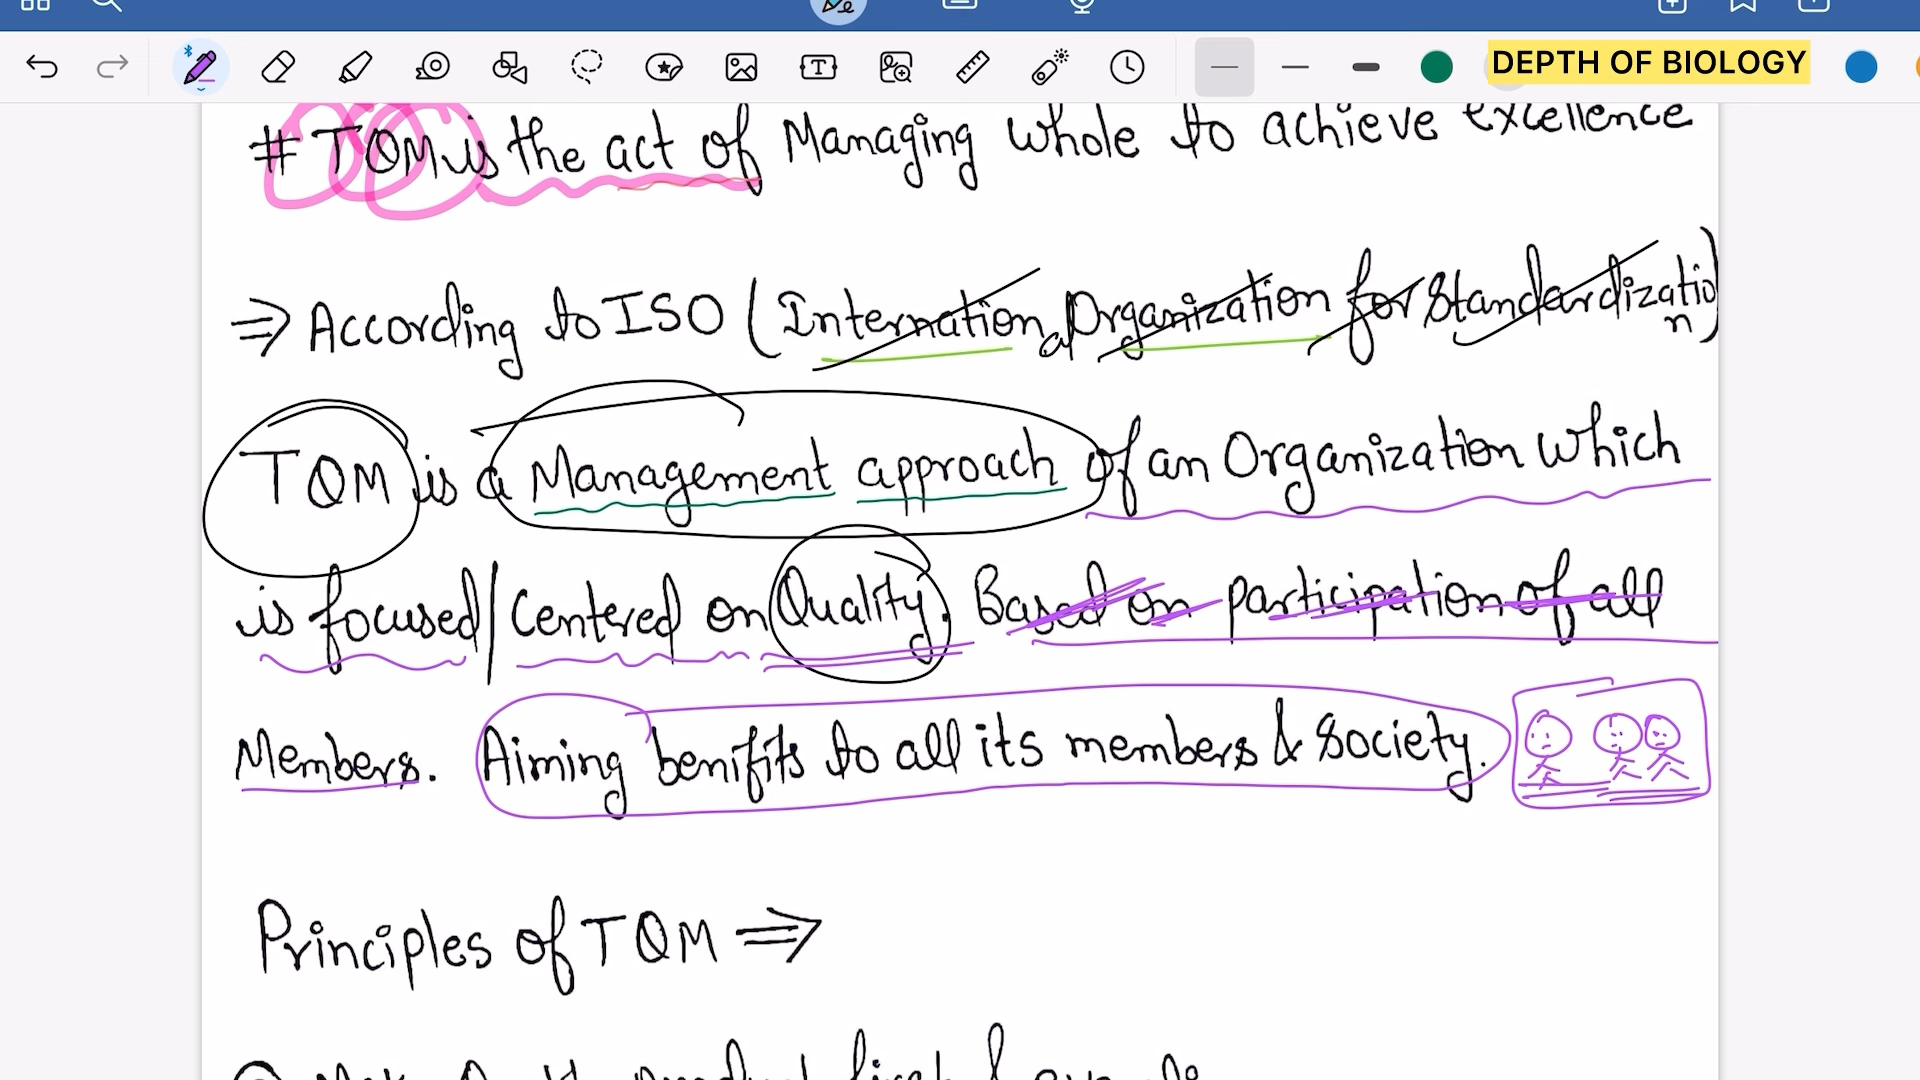 DEPTH OF BIOLOGY
# TQM is the act of Managing whole to achieve excellence
⇒ According to ISO (International Organization for Standardization)
TQM is a Management approach of an Organization which
is focused/Centered on Quality. Based on participation of all
Members. Aiming benifits to all its members & Society.
Principles of TQM ⇒